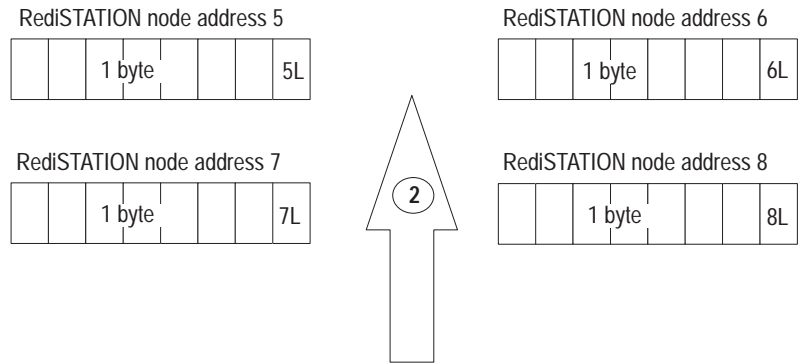 RediSTATION node address 5
1 byte 5L
RediSTATION node address 6
1 byte 6L
RediSTATION node address 7
1 byte 7L
RediSTATION node address 8
1 byte 8L
2